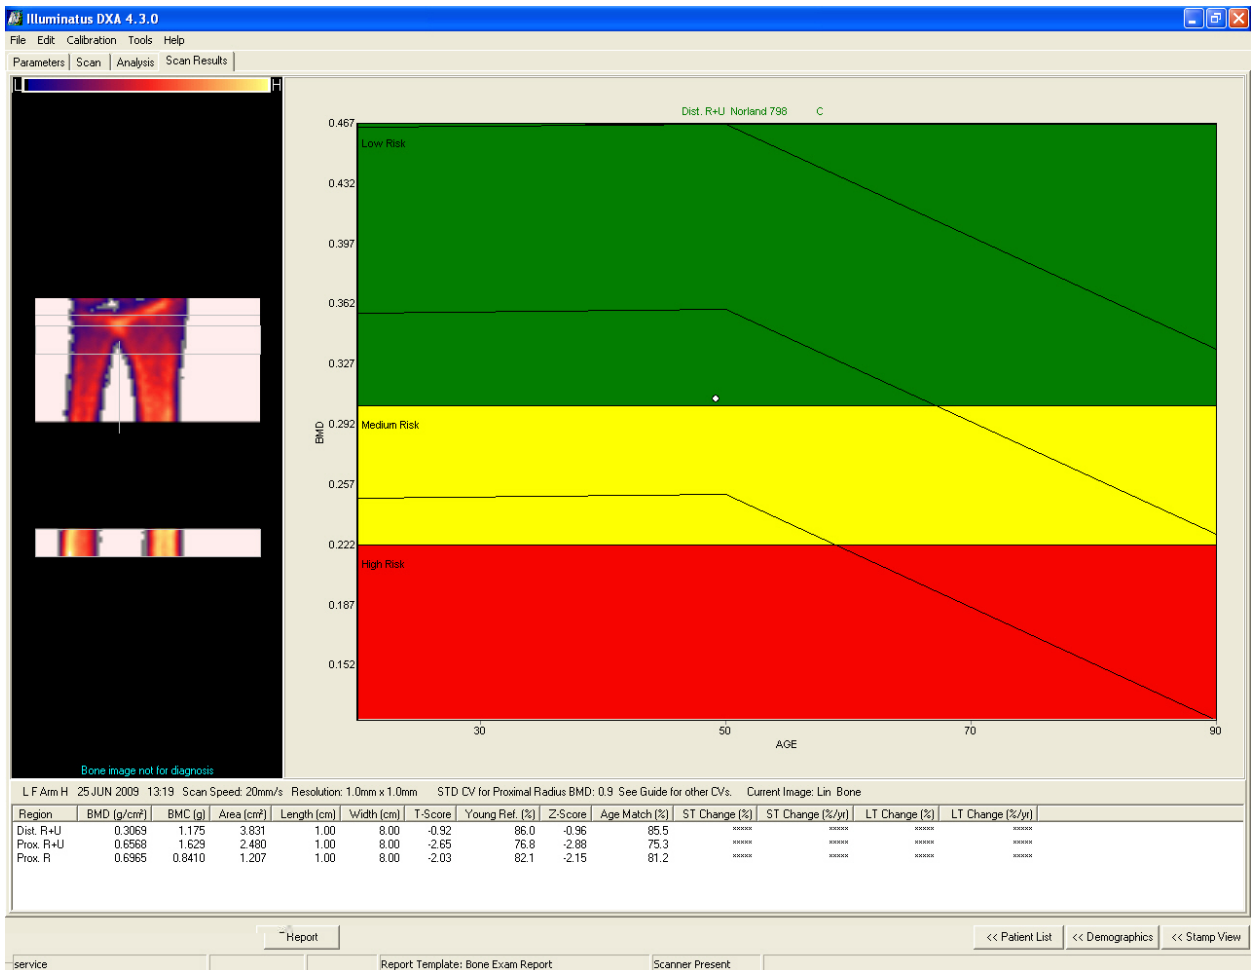 Illuminatus DXA 4.3.0
File Edit Calibration Tools Help
Parameters Scan Analysis Scan Results
L H
Dist. R+U Norland 798 C
0.467
Low Risk
0.432
0.397
0.362
0.327
BMD
0.292
Medium Risk
0.257
0.222
High Risk
0.187
0.152
30 50 70 90
AGE
Bone image not for diagnosis
L F Arm H 25 JUN 2009 13:19 Scan Speed: 20mm/s Resolution: 1.0mm x 1.0mm STD CV for Proximal Radius BMD: 0.9 See Guide for other CVs. Current Image: Lin Bone
Region BMD (g/cm²) BMC (g) Area (cm²) Length (cm) Width (cm) T-Score Young Ref. (%) Z-Score Age Match (%) ST Change (%) ST Change (%/yr) LT Change (%) LT Change (%/yr)
Dist. R+U 0.3069 1.175 3.831 1.00 8.00 -0.92 86.0 -0.96 85.5 ***** ***** ***** *****
Prox. R+U 0.6568 1.629 2.480 1.00 8.00 -2.65 76.8 -2.88 75.3 ***** ***** ***** *****
Prox. R 0.6965 0.8410 1.207 1.00 8.00 -2.03 82.1 -2.15 81.2 ***** ***** ***** *****
Report << Patient List << Demographics << Stamp View
service Report Template: Bone Exam Report Scanner Present